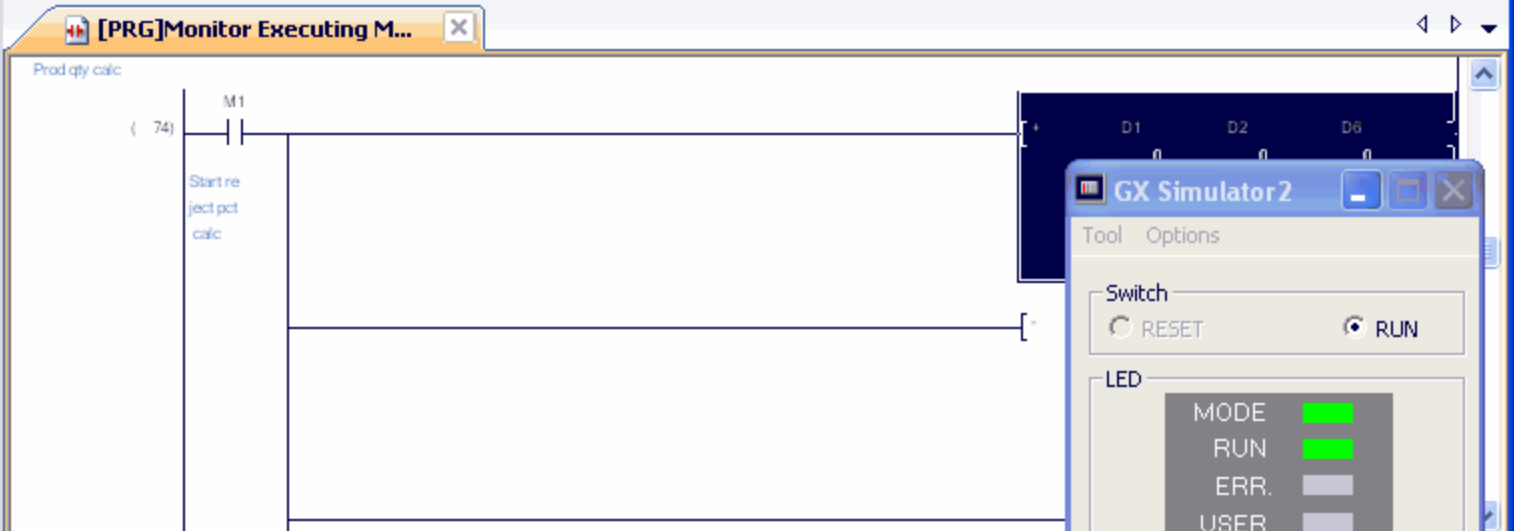 [PRG]Monitor Executing M...
Prod qty calc
M1
( 74)
[ + D1 D2 D6 ]
0 0 0
Start re
ject pct
calc
[ -
GX Simulator2
Tool Options
Switch
RESET RUN
LED
MODE
RUN
ERR.
USER